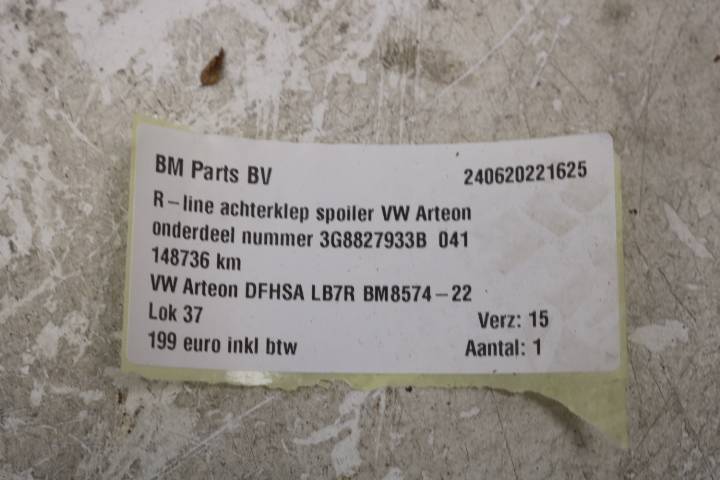 BM Parts BV 240620221625
R-line achterklep spoiler VW Arteon
onderdeel nummer 3G8827933B 041
148736 km
VW Arteon DFHSA LB7R BM8574-22
Lok 37 Verz: 15
199 euro inkl btw Aantal: 1